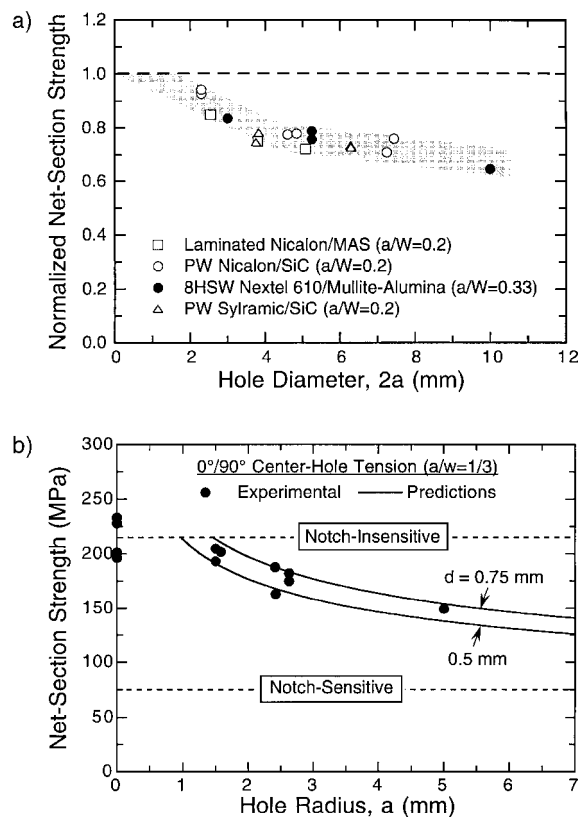 a)
Normalized Net-Section Strength
1.2
1.0
0.8
0.6
0.4
0.2
0.0
Laminated Nicalon/MAS (a/W=0.2)
PW Nicalon/SiC (a/W=0.2)
8HSW Nextel 610/Mullite-Alumina (a/W=0.33)
PW Sylramic/SiC (a/W=0.2)
0 2 4 6 8 10 12
Hole Diameter, 2a (mm)
b)
Net-Section Strength (MPa)
300
250
200
150
100
50
0
0°/90° Center-Hole Tension (a/w=1/3)
Experimental Predictions
Notch-Insensitive
d = 0.75 mm
0.5 mm
Notch-Sensitive
0 1 2 3 4 5 6 7
Hole Radius, a (mm)